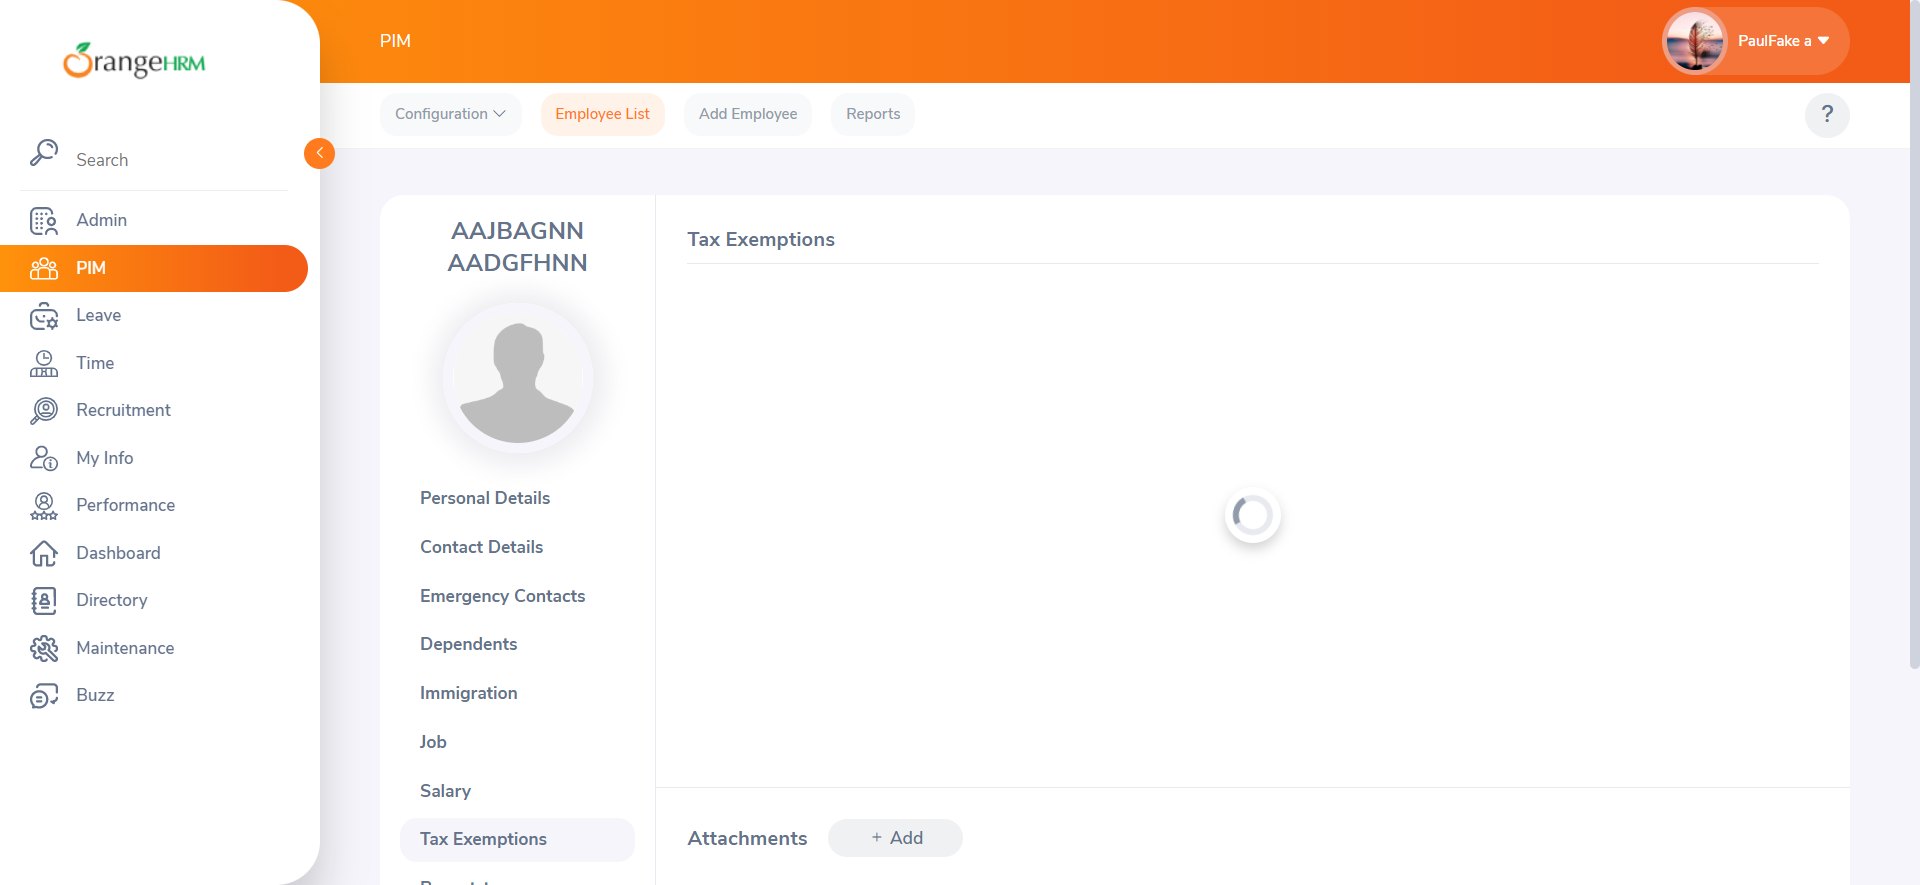 OrangeHRM
Search
Admin
PIM
Leave
Time
Recruitment
My Info
Performance
Dashboard
Directory
Maintenance
Buzz
PIM
PaulFake a
Configuration
Employee List
Add Employee
Reports
?
AAJBAGNN
AADGFHNN
Personal Details
Contact Details
Emergency Contacts
Dependents
Immigration
Job
Salary
Tax Exemptions
Tax Exemptions
Attachments
+ Add